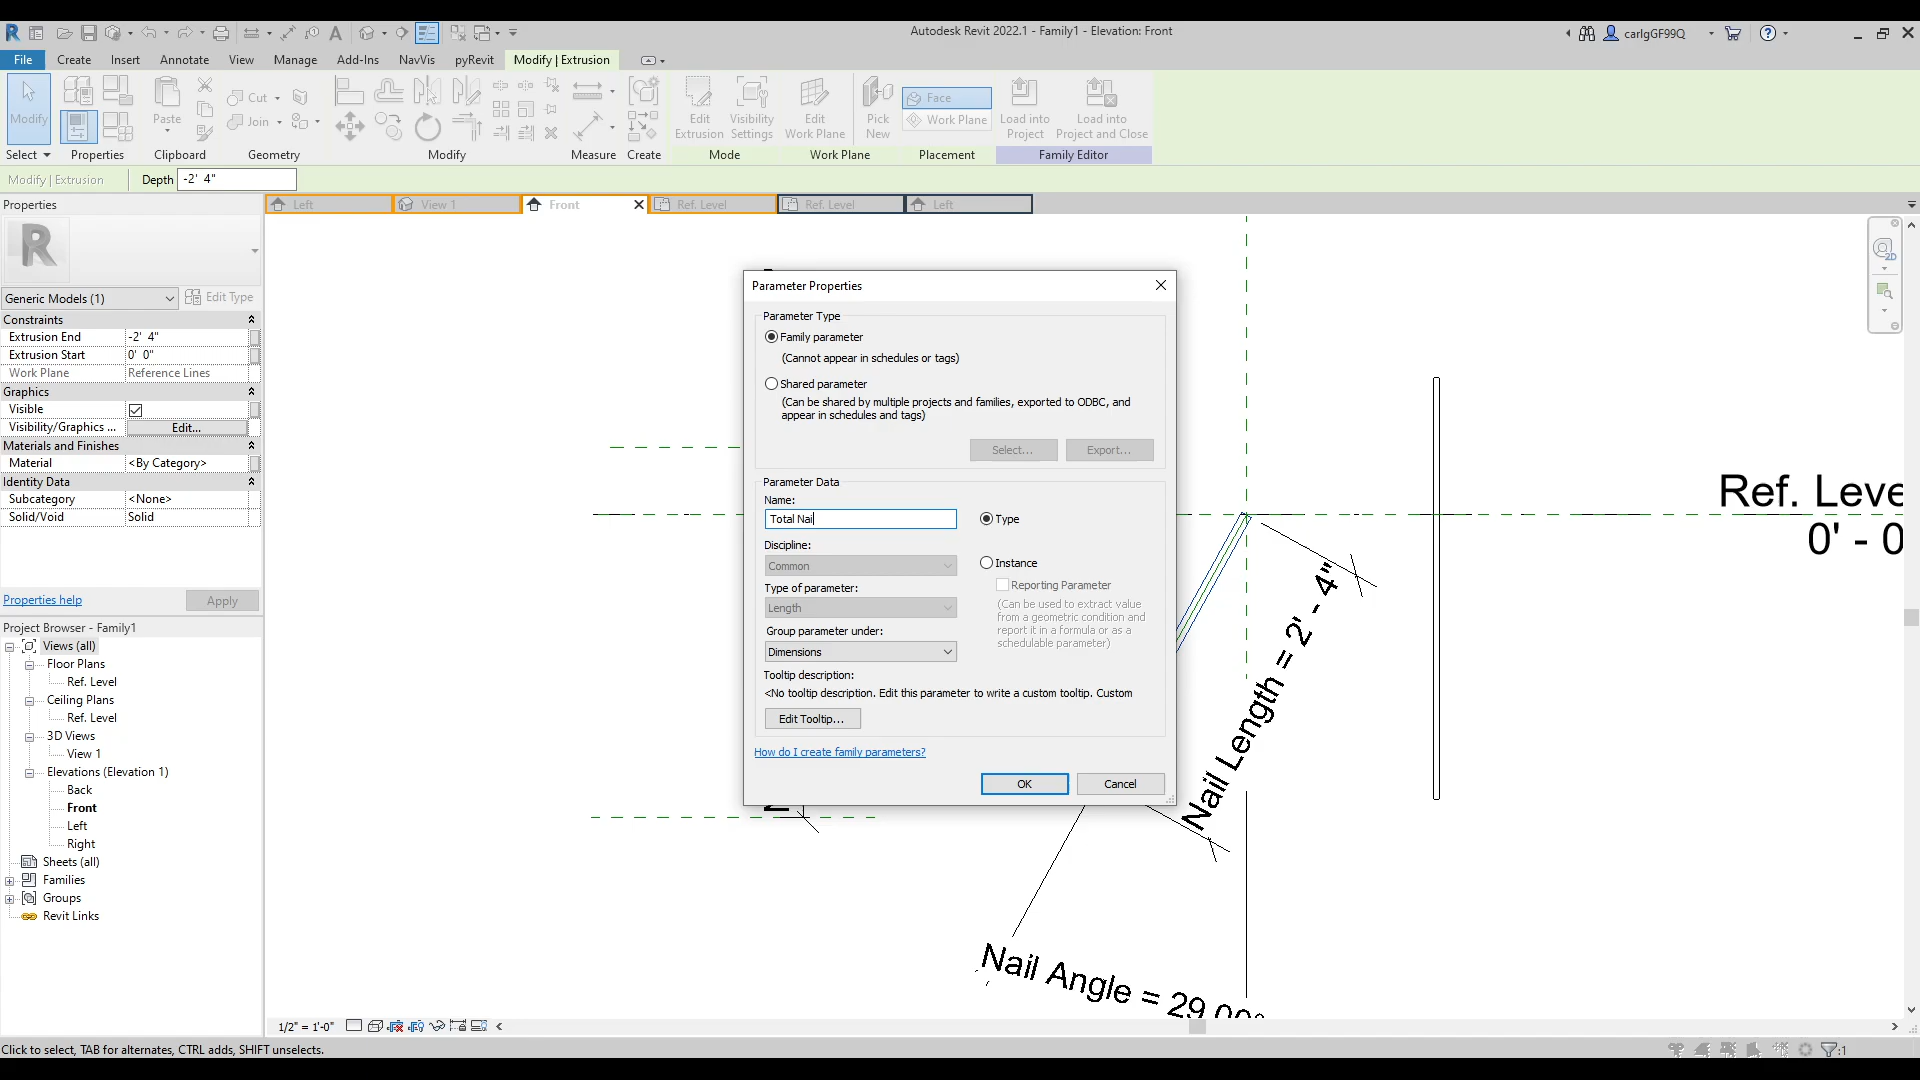 Autodesk Revit 2022.1 - Family1 - Elevation: Front
carlgGF99Q
File Create Insert Annotate View Manage Add-Ins NavVis pyRevit Modify | Extrusion
Modify
Paste
Cut
Join
Edit Extrusion
Visibility Settings
Edit Work Plane
Pick New
Face
Work Plane
Load into Project
Load into Project and Close
Select Properties Clipboard Geometry Modify Measure Create Mode Work Plane Placement Family Editor
Modify | Extrusion Depth -2' 4"
Properties
Left View 1 Front Ref. Level Ref. Level Left
Generic Models (1) Edit Type
Constraints
Extrusion End -2' 4"
Extrusion Start 0' 0"
Work Plane Reference Lines
Graphics
Visible
Visibility/Graphics ... Edit...
Materials and Finishes
Material <By Category>
Identity Data
Subcategory <None>
Solid/Void Solid
Properties help Apply
Project Browser - Family1
Views (all)
Floor Plans
Ref. Level
Ceiling Plans
Ref. Level
3D Views
View 1
Elevations (Elevation 1)
Back
Front
Left
Right
Sheets (all)
Families
Groups
Revit Links
Parameter Properties
Parameter Type
Family parameter
(Cannot appear in schedules or tags)
Shared parameter
(Can be shared by multiple projects and families, exported to ODBC, and
appear in schedules and tags)
Select... Export...
Parameter Data
Name:
Total Nai
Type
Discipline:
Common
Instance
Type of parameter:
Length
Reporting Parameter
(Can be used to extract value
from a geometric condition and
report it in a formula or as a
schedulable parameter)
Group parameter under:
Dimensions
Tooltip description:
<No tooltip description. Edit this parameter to write a custom tooltip. Custom
Edit Tooltip...
How do I create family parameters?
OK Cancel
Ref. Leve
0' - 0
Nail Length = 2' - 4"
Nail Angle = 29.00°
2D
1/2" = 1'-0"
Click to select, TAB for alternates, CTRL adds, SHIFT unselects.
:1